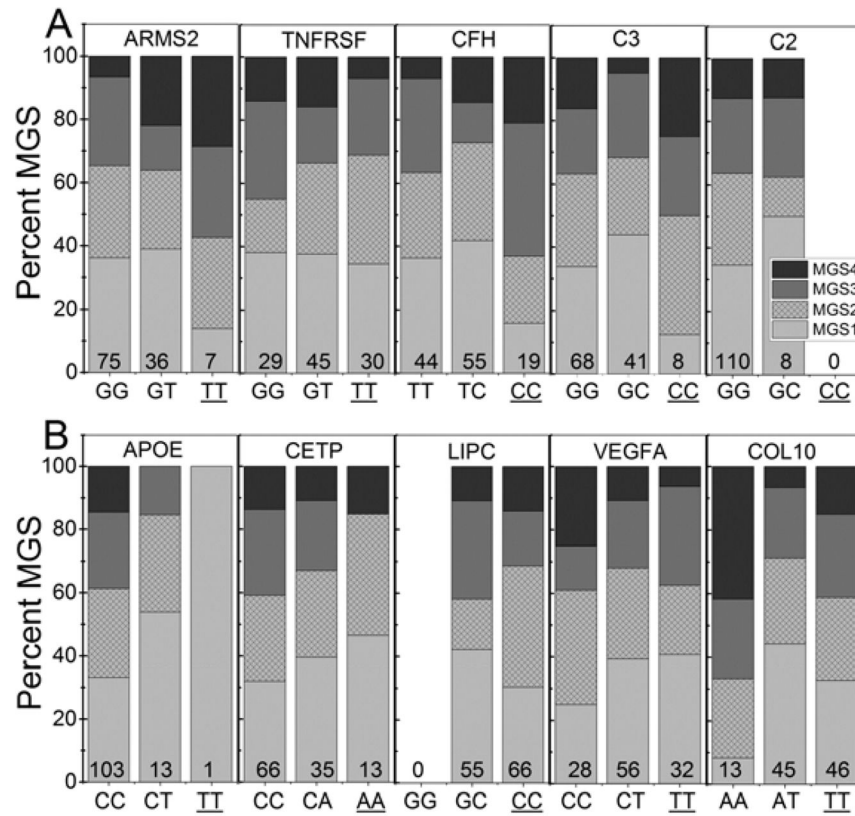 A
ARMS2 TNFRSF CFH C3 C2
100
80
60
40
20
0
Percent MGS
MGS4
MGS3
MGS2
MGS1
75 36 7 29 45 30 44 55 19 68 41 8 110 8 0
GG GT TT GG GT TT TT TC CC GG GC CC GG GC CC
B
APOE CETP LIPC VEGFA COL10
100
80
60
40
20
0
Percent MGS
103 13 1 66 35 13 0 55 66 28 56 32 13 45 46
CC CT TT CC CA AA GG GC CC CC CT TT AA AT TT